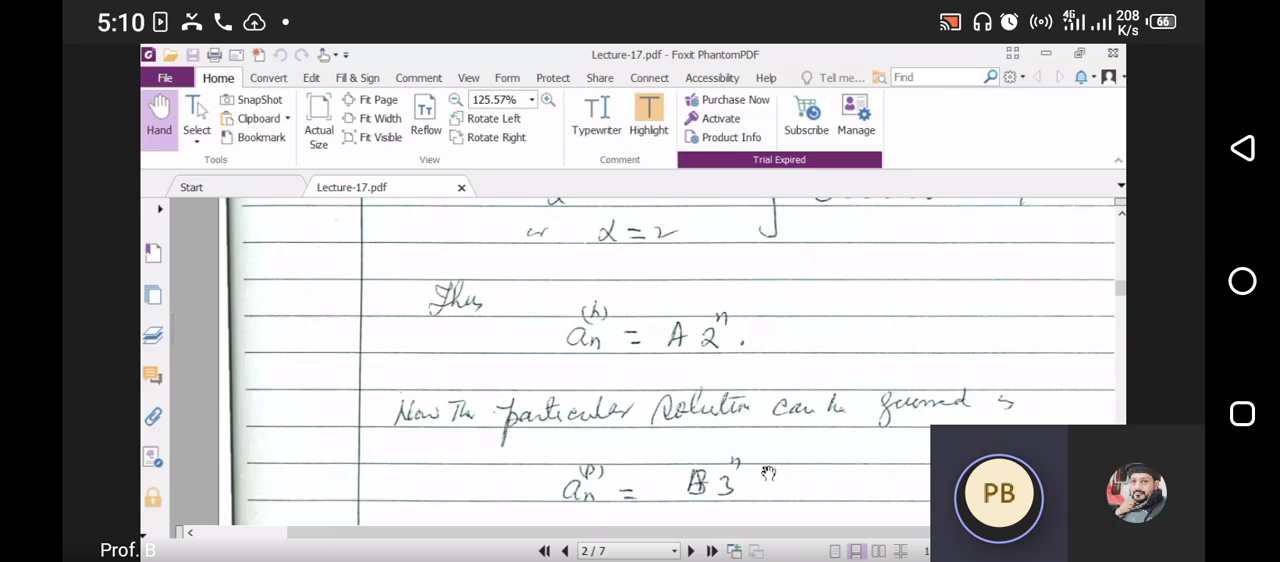 5:10
4G 208 K/s 66
Lecture-17.pdf - Foxit PhantomPDF
File Home Convert Edit Fill & Sign Comment View Form Protect Share Connect Accessibility Help Tell me... Find
Hand Select SnapShot Clipboard Bookmark
Actual Size Fit Page Fit Width Fit Visible Reflow 125.57% Rotate Left Rotate Right
Typewriter Highlight
Purchase Now Activate Product Info Subscribe Manage
Tools View Comment Trial Expired
Start Lecture-17.pdf
or α = 2
Thus
aₙ⁽ʰ⁾ = A 2ⁿ.
Now The particular solution can be guessed is
aₙ⁽ᵖ⁾ = B 3ⁿ
PB
Prof. B
2 / 7